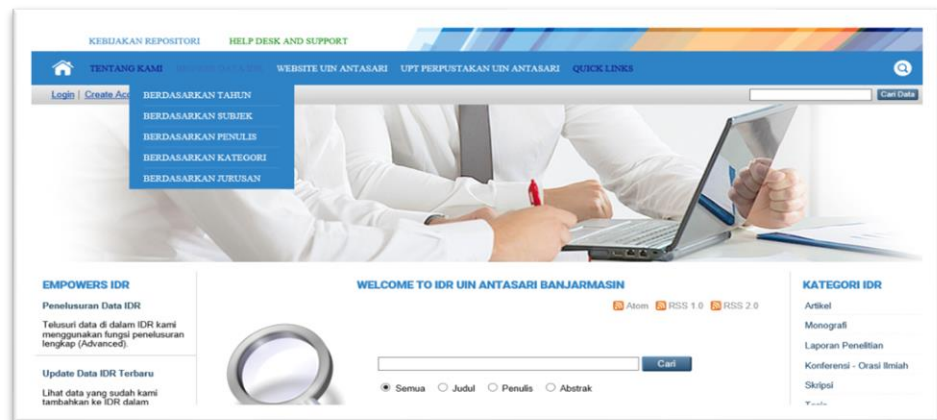 KEBIJAKAN REPOSITORI HELP DESK AND SUPPORT
TENTANG KAMI WEBSITE UIN ANTASARI UPT PERPUSTAKAN UIN ANTASARI QUICK LINKS
Login | Create Cari Data
BERDASARKAN TAHUN
BERDASARKAN SUBJEK
BERDASARKAN PENULIS
BERDASARKAN KATEGORI
BERDASARKAN JURUSAN
EMPOWERS IDR
Penelusuran Data IDR
Telusuri data di dalam IDR kami
menggunakan fungsi penelusuran
lengkap (Advanced).
Update Data IDR Terbaru
Lihat data yang sudah kami
tambahkan ke IDR dalam
WELCOME TO IDR UIN ANTASARI BANJARMASIN
Atom RSS 1.0 RSS 2.0
Cari
Semua Judul Penulis Abstrak
KATEGORI IDR
Artikel
Monografi
Laporan Penelitian
Konferensi - Orasi Ilmiah
Skripsi